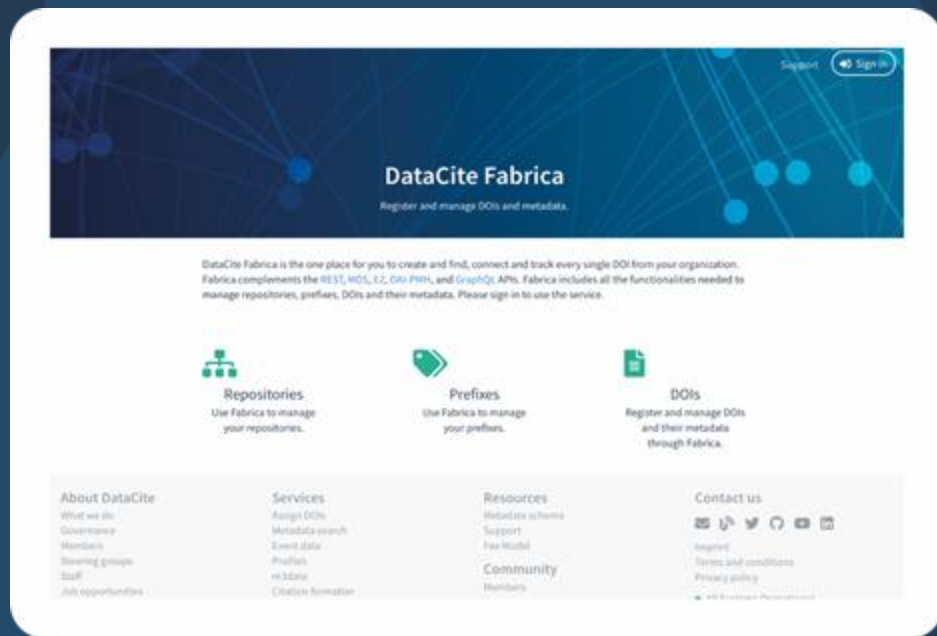 Support
Sign in
DataCite Fabrica
Register and manage DOIs and metadata.
DataCite Fabrica is the one place for you to create and find, connect and track every single DOI from your organization.
Fabrica complements the REST, MDS, EZ, OAI-PMH, and GraphQL APIs. Fabrica includes all the functionalities needed to
manage repositories, prefixes, DOIs and their metadata. Please sign in to use the service.
Repositories
Use Fabrica to manage
your repositories.
Prefixes
Use Fabrica to manage
your prefixes.
DOIs
Register and manage DOIs
and their metadata
through Fabrica.
About DataCite
What we do
Governance
Members
Steering groups
Staff
Job opportunities
Services
Assign DOIs
Metadata search
Event data
Profiles
re3data
Citation formatter
Resources
Metadata schema
Support
Fee Model
Community
Members
Contact us
Imprint
Terms and conditions
Privacy policy
All Systems Operational